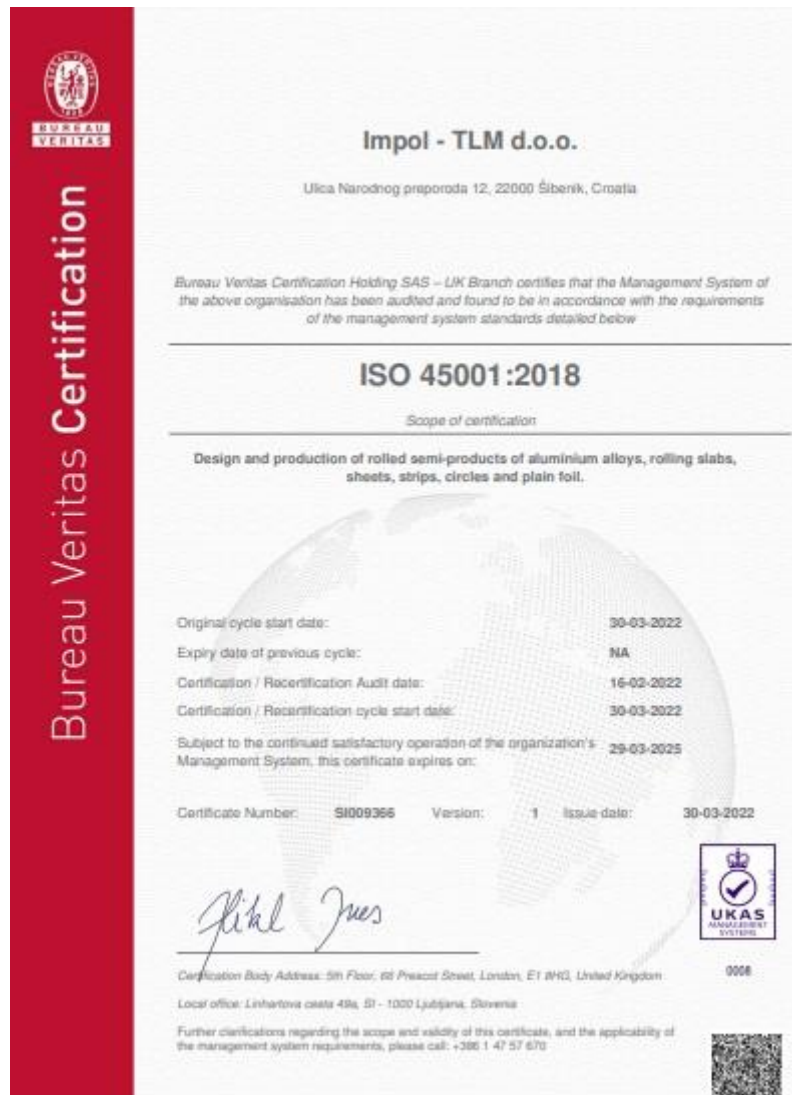 BUREAU
VERITAS
Bureau Veritas Certification
Impol - TLM d.o.o.
Ulica Narodnog preporoda 12, 22000 Šibenik, Croatia
Bureau Veritas Certification Holding SAS – UK Branch certifies that the Management System of
the above organisation has been audited and found to be in accordance with the requirements
of the management system standards detailed below
ISO 45001:2018
Scope of certification
Design and production of rolled semi-products of aluminium alloys, rolling slabs,
sheets, strips, circles and plain foil.
Original cycle start date: 30-03-2022
Expiry date of previous cycle: NA
Certification / Recertification Audit date: 16-02-2022
Certification / Recertification cycle start date: 30-03-2022
Subject to the continued satisfactory operation of the organization's
Management System, this certificate expires on: 29-03-2025
Certificate Number: SI009366 Version: 1 Issue date: 30-03-2022
UKAS
MANAGEMENT
SYSTEMS
0008
Certification Body Address: 5th Floor, 66 Prescot Street, London, E1 8HG, United Kingdom
Local office: Linhartova cesta 49a, SI - 1000 Ljubljana, Slovenia
Further clarifications regarding the scope and validity of this certificate, and the applicability of
the management system requirements, please call: +386 1 47 57 670